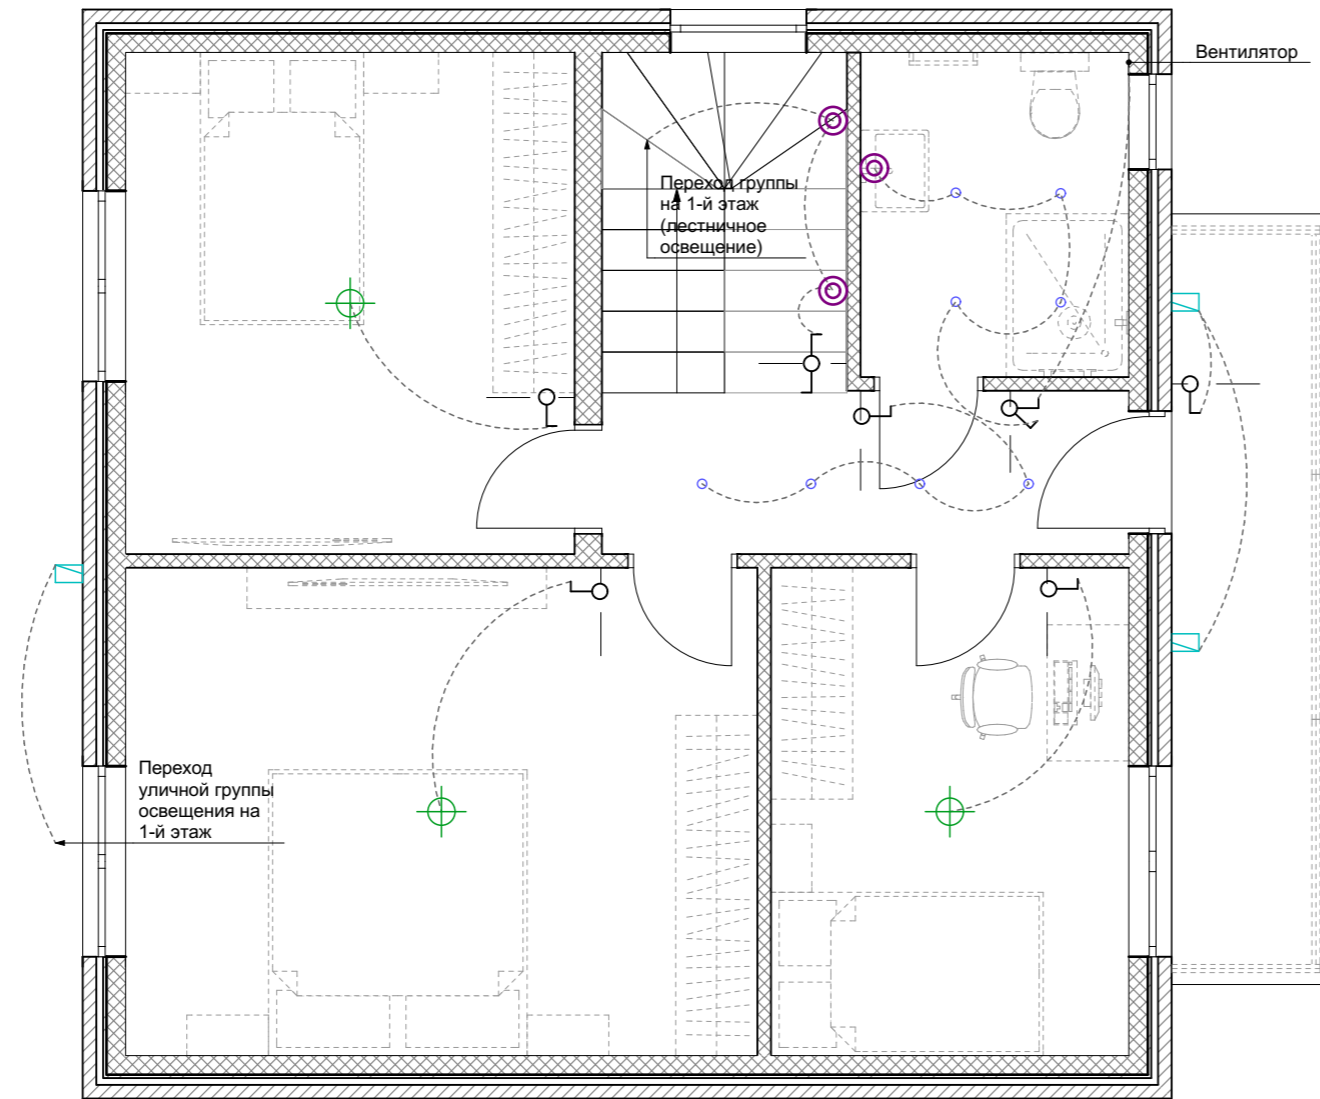 Вентилятор
Переход группы
на 1-й этаж
(лестничное
освещение)
Переход
уличной группы
освещения на
1-й этаж